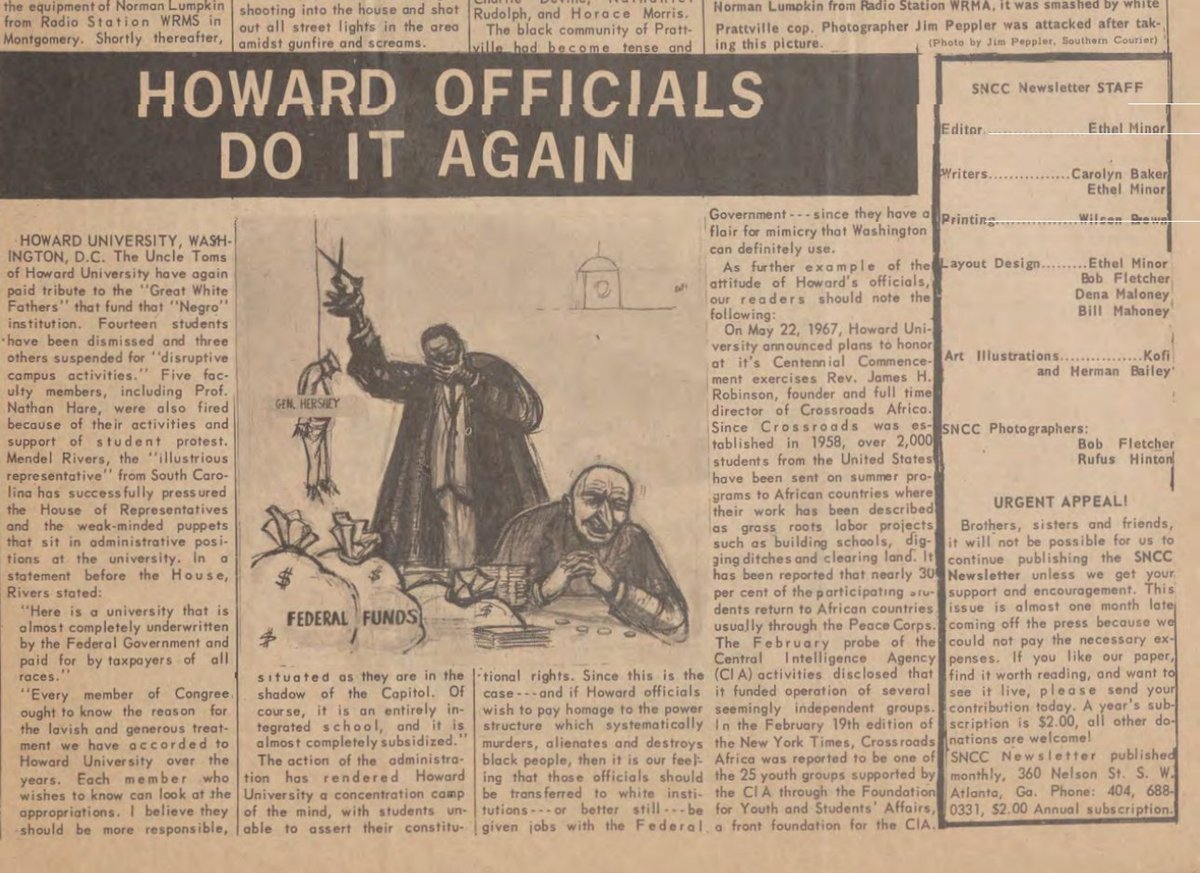 the equipment of Norman Lumpkin
from Radio Station WRMS in
Montgomery. Shortly thereafter,
shooting into the house and shot
out all street lights in the area
amidst gunfire and screams.
Rudolph, and Horace Morris.
The black community of Pratt-
ville had become tense and
Norman Lumpkin from Radio Station WRMA, it was smashed by white
Prattville cop. Photographer Jim Peppler was attacked after tak-
ing this picture.
(Photo by Jim Peppler, Southern Courier)
HOWARD OFFICIALS
DO IT AGAIN
HOWARD UNIVERSITY, WASH-
INGTON, D.C. The Uncle Toms
of Howard University have again
paid tribute to the "Great White
Fathers" that fund that "Negro"
institution. Fourteen students
have been dismissed and three
others suspended for "disruptive
campus activities." Five fac-
ulty members, including Prof.
Nathan Hare, were also fired
because of their activities and
support of student protest.
Mendel Rivers, the "illustrious
representative" from South Caro-
lina has successfully pressured
the House of Representatives
and the weak-minded puppets
that sit in administrative posi-
tions at the university. In a
statement before the House,
Rivers stated:
"Here is a university that is
almost completely underwritten
by the Federal Government and
paid for by taxpayers of all
races."
"Every member of Congree
ought to know the reason for
the lavish and generous treat-
ment we have accorded to
Howard University over the
years. Each member who
wishes to know can look at the
appropriations. I believe they
should be more responsible,
GEN. HERSHEY
$
$
$
$
FEDERAL FUNDS
situated as they are in the
shadow of the Capitol. Of
course, it is an entirely in-
tegrated school, and it is
almost completely subsidized."
The action of the administra-
tion has rendered Howard
University a concentration camp
of the mind, with students un-
able to assert their constitu-
tional rights. Since this is the
case---and if Howard officials
wish to pay homage to the power
structure which systematically
murders, alienates and destroys
black people, then it is our feel-
ing that those officials should
be transferred to white insti-
tutions---or better still---be
given jobs with the Federal
Government---since they have a
flair for mimicry that Washington
can definitely use.
As further example of the
attitude of Howard's officials,
our readers should note the
following:
On May 22, 1967, Howard Uni-
versity announced plans to honor
at it's Centennial Commence-
ment exercises Rev. James H.
Robinson, founder and full time
director of Crossroads Africa.
Since Crossroads was es-
tablished in 1958, over 2,000
students from the United States
have been sent on summer pro-
grams to African countries where
their work has been described
as grass roots labor projects
such as building schools, dig-
ging ditches and clearing land. It
has been reported that nearly 30
per cent of the participating stu-
dents return to African countries
usually through the Peace Corps.
The February probe of the
Central Intelligence Agency
(CIA) activities disclosed that
it funded operation of several
seemingly independent groups.
In the February 19th edition of
the New York Times, Crossroads
Africa was reported to be one of
the 25 youth groups supported by
the CIA through the Foundation
for Youth and Students' Affairs,
a front foundation for the CIA.
SNCC Newsletter STAFF
Editor..............Ethel Minor
Writers...............Carolyn Baker
Ethel Minor
Printing..............Wilson Brown
Layout Design........Ethel Minor
Bob Fletcher
Dena Maloney
Bill Mahoney
Art Illustrations..............Kofi
and Herman Bailey
SNCC Photographers:
Bob Fletcher
Rufus Hinton
URGENT APPEAL!
Brothers, sisters and friends,
it will not be possible for us to
continue publishing the SNCC
Newsletter unless we get your
support and encouragement. This
issue is almost one month late
coming off the press because we
could not pay the necessary ex-
penses. If you like our paper,
find it worth reading, and want to
see it live, please send your
contribution today. A year's sub-
scription is $2.00, all other do-
nations are welcome!
SNCC Newsletter published
monthly, 360 Nelson St. S. W.
Atlanta, Ga. Phone: 404, 688-
0331, $2.00 Annual subscription.